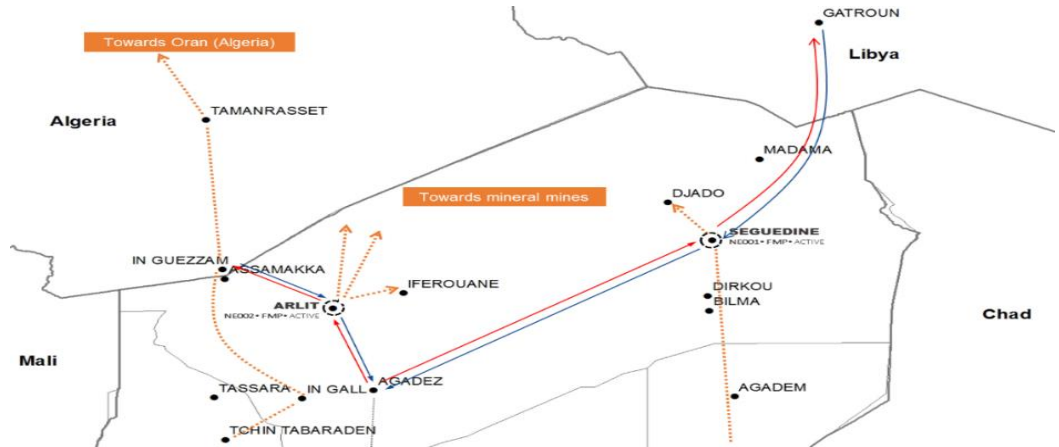 GATROUN
Towards Oran (Algeria)
Libya
Algeria
TAMANRASSET
MADAMA
Towards mineral mines
DJADO
SEGUEDINE
NE001 • FMP • ACTIVE
IN GUEZZAM
ASSAMAKKA
IFEROUANE
DIRKOU
BILMA
ARLIT
NE002 • FMP • ACTIVE
Chad
Mali
AGADEZ
TASSARA
IN GALL
AGADEM
TCHIN TABARADEN